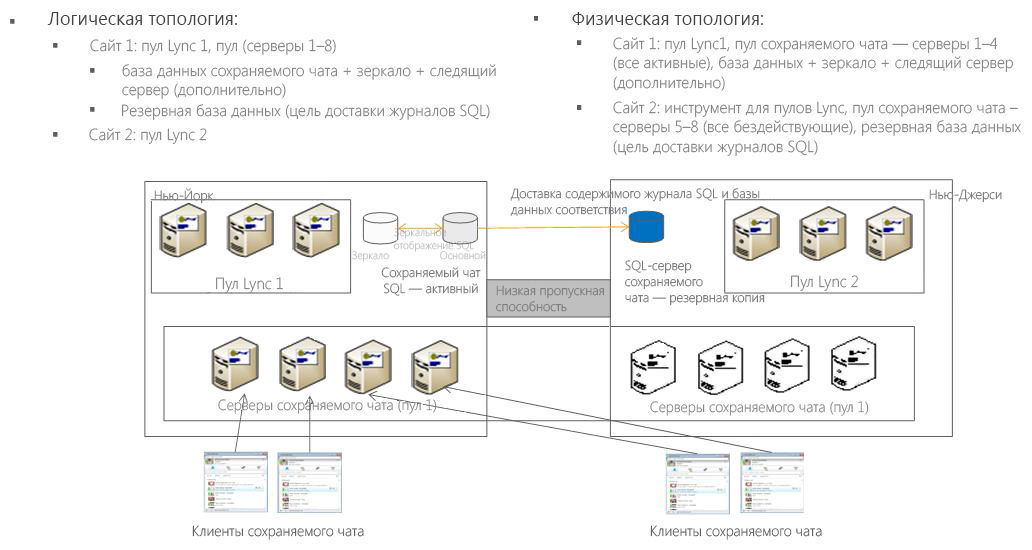 Логическая топология:
Сайт 1: пул Lync 1, пул (серверы 1–8)
база данных сохраняемого чата + зеркало + следящий
сервер (дополнительно)
Резервная база данных (цель доставки журналов SQL)
Сайт 2: пул Lync 2
Физическая топология:
Сайт 1: пул Lync1, пул сохраняемого чата — серверы 1–4
(все активные), база данных + зеркало + следящий сервер
(дополнительно)
Сайт 2: инструмент для пулов Lync, пул сохраняемого чата –
серверы 5–8 (все бездействующие), резервная база данных
(цель доставки журналов SQL)
Нью-Йорк
Пул Lync 1
Зеркальное
отображение SQL
Зеркало
Основной
Сохраняемый чат
SQL — активный
Доставка содержимого журнала SQL и базы
данных соответствия
Низкая пропускная
способность
SQL-сервер
сохраняемого
чата — резервная копия
Нью-Джерси
Пул Lync 2
Серверы сохраняемого чата (пул 1)
Серверы сохраняемого чата (пул 1)
Клиенты сохраняемого чата
Клиенты сохраняемого чата